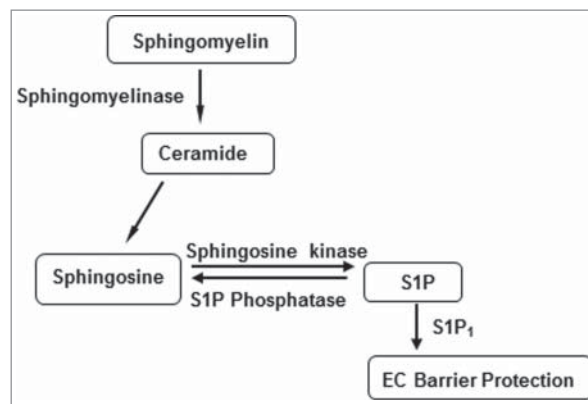 Sphingomyelin
Sphingomyelinase
Ceramide
Sphingosine kinase
Sphingosine
S1P Phosphatase
S1P
S1P₁
EC Barrier Protection